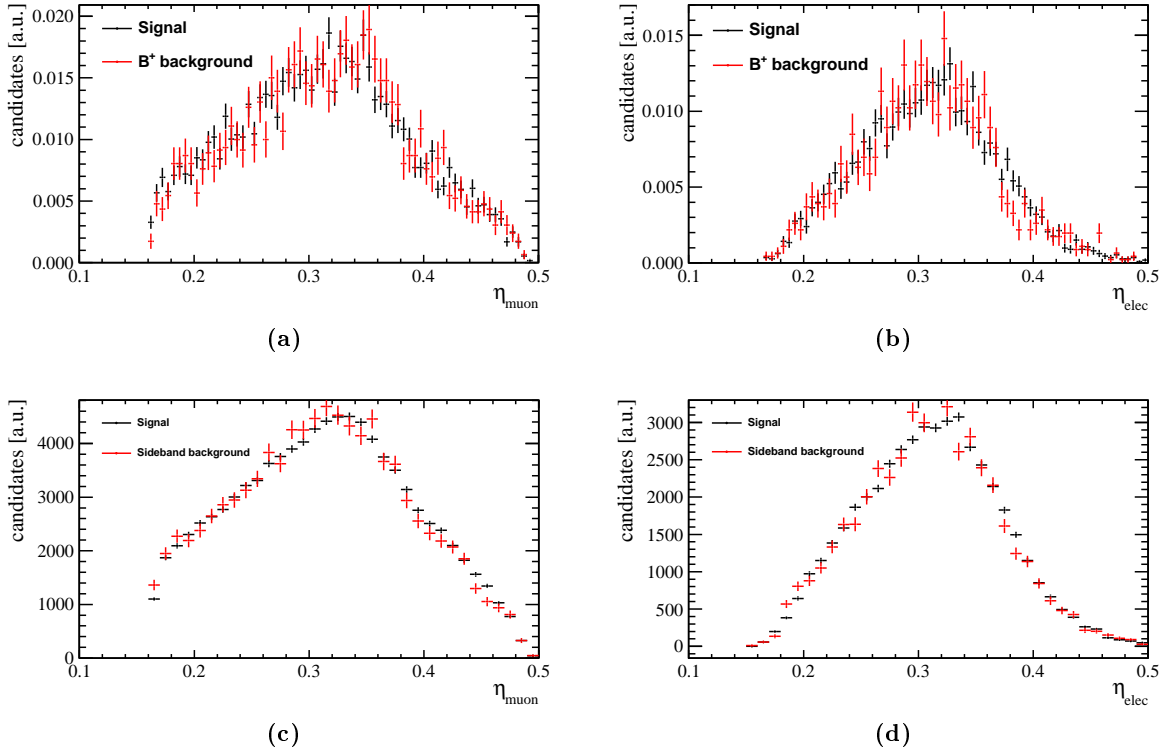 candidates [a.u.]
0.020
0.015
0.010
0.005
0.000
Signal
B+ background
0.1 0.2 0.3 0.4 0.5
ηmuon
(a)
candidates [a.u.]
0.015
0.010
0.005
0.000
Signal
B+ background
0.1 0.2 0.3 0.4 0.5
ηelec
(b)
candidates [a.u.]
4000
3000
2000
1000
0
Signal
Sideband background
0.1 0.2 0.3 0.4 0.5
ηmuon
(c)
candidates [a.u.]
3000
2500
2000
1500
1000
500
0
Signal
Sideband background
0.1 0.2 0.3 0.4 0.5
ηelec
(d)